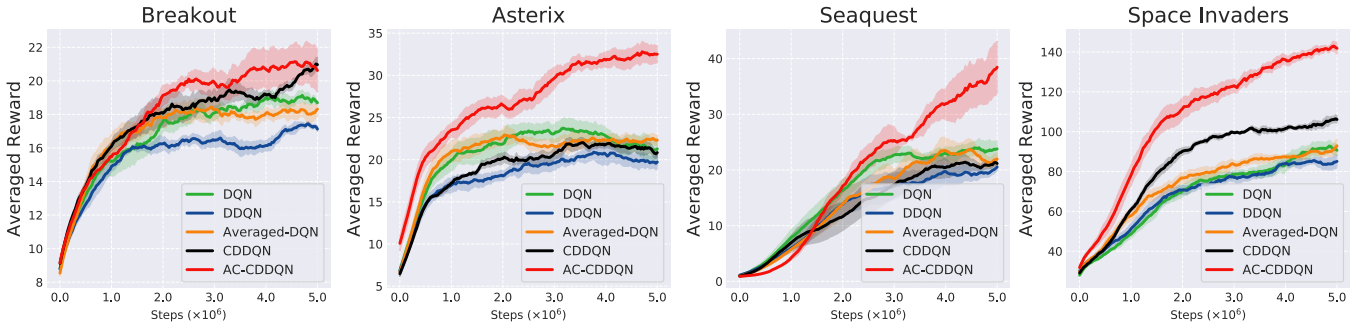 Breakout
Averaged Reward
22
20
18
16
14
12
10
8
0.0 1.0 2.0 3.0 4.0 5.0
Steps (×10⁶)
DQN
DDQN
Averaged-DQN
CDDQN
AC-CDDQN
Asterix
Averaged Reward
35
30
25
20
15
10
5
0.0 1.0 2.0 3.0 4.0 5.0
Steps (×10⁶)
DQN
DDQN
Averaged-DQN
CDDQN
AC-CDDQN
Seaquest
Averaged Reward
40
30
20
10
0
0.0 1.0 2.0 3.0 4.0 5.0
Steps (×10⁶)
DQN
DDQN
Averaged-DQN
CDDQN
AC-CDDQN
Space Invaders
Averaged Reward
140
120
100
80
60
40
0.0 1.0 2.0 3.0 4.0 5.0
Steps (×10⁶)
DQN
DDQN
Averaged-DQN
CDDQN
AC-CDDQN